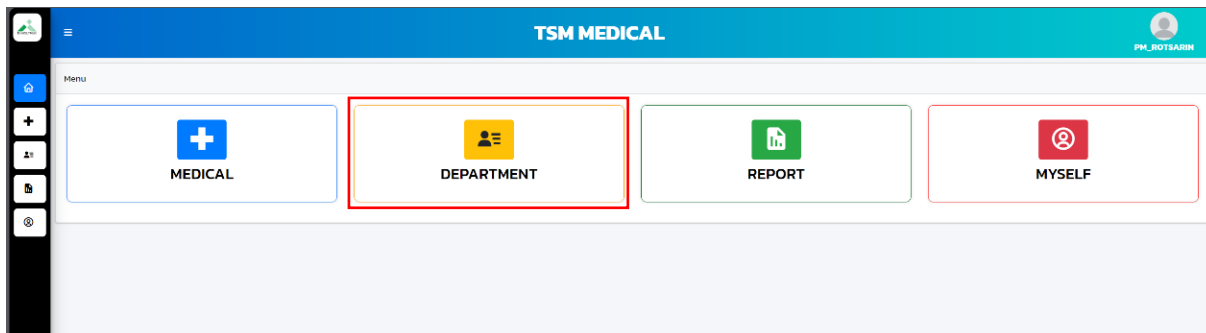 TSM MEDICAL
PM_ROTSARIN
Menu
MEDICAL
DEPARTMENT
REPORT
MYSELF